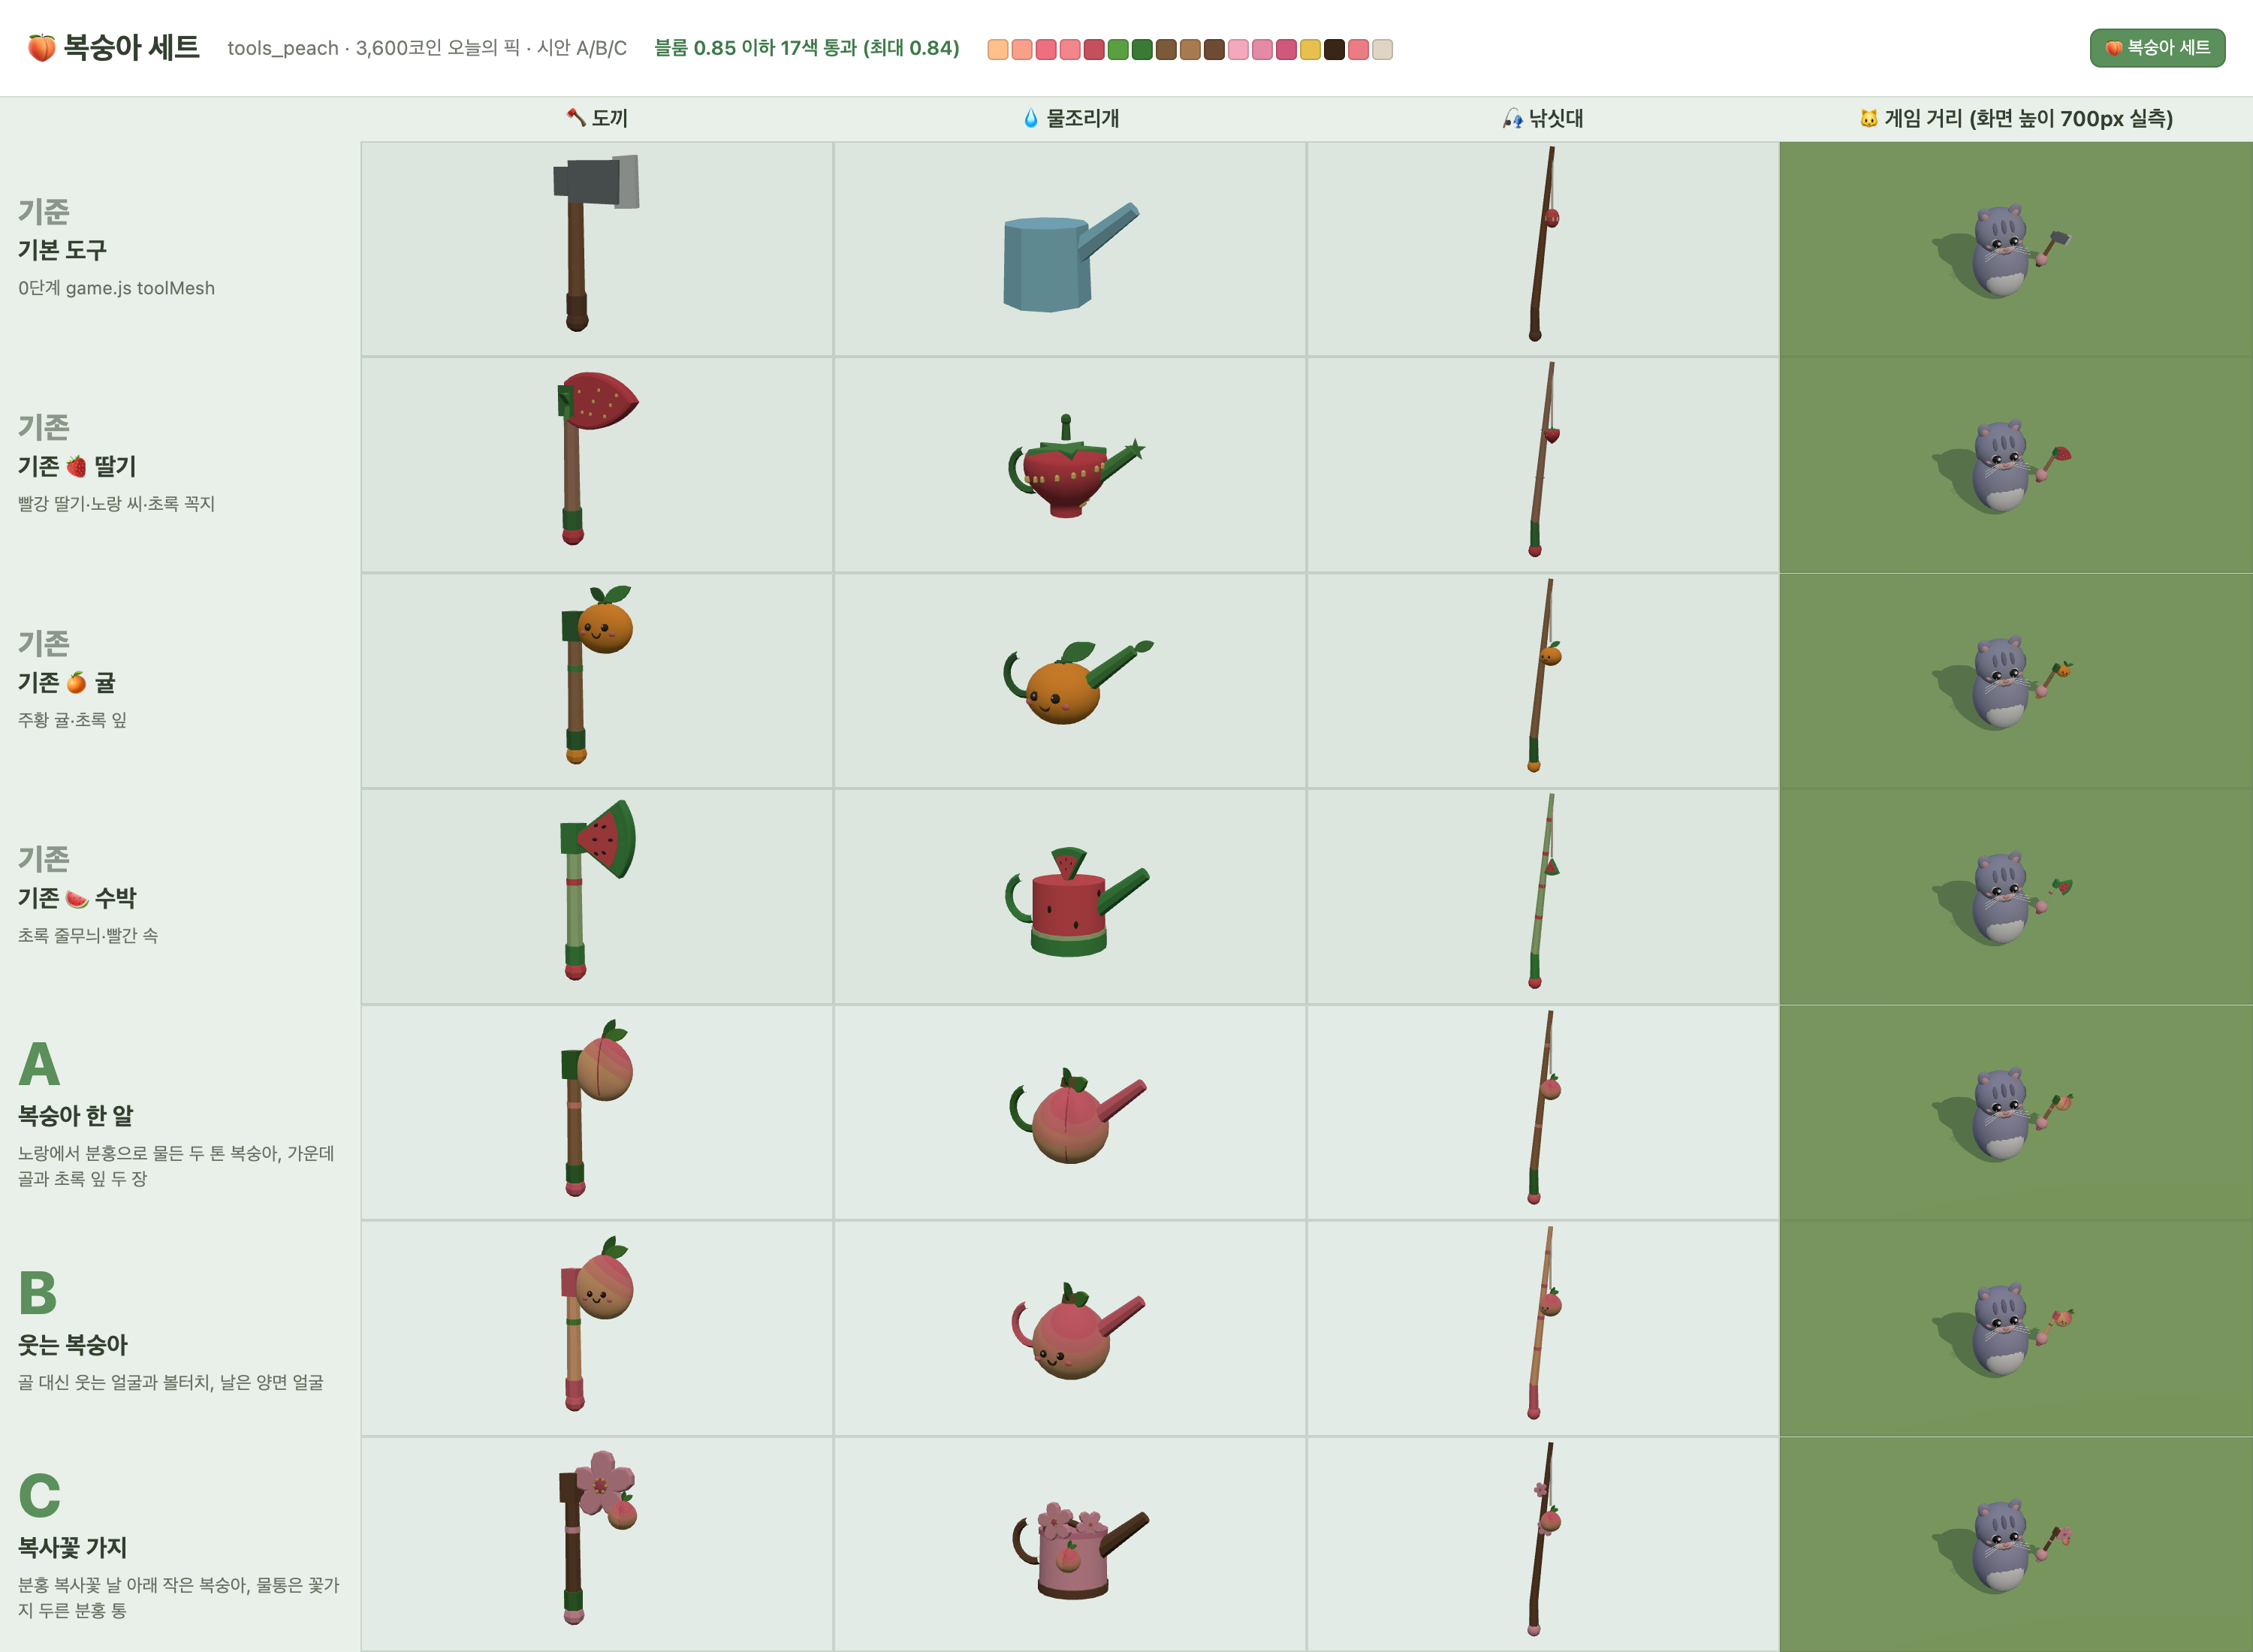 🍑 복숭아 세트 tools_peach · 3,600코인 오늘의 픽 · 시안 A/B/C 블룸 0.85 이하 17색 통과 (최대 0.84) 🍑 복숭아 세트
🪓 도끼 💧 물조리개 🎣 낚싯대 🐱 게임 거리 (화면 높이 700px 실측)
기준
기본 도구
0단계 game.js toolMesh
기존
기존 🍓 딸기
빨강 딸기·노랑 씨·초록 꼭지
기존
기존 🍊 귤
주황 귤·초록 잎
기존
기존 🍉 수박
초록 줄무늬·빨간 속
A
복숭아 한 알
노랑에서 분홍으로 물든 두 톤 복숭아, 가운데
골과 초록 잎 두 장
B
웃는 복숭아
골 대신 웃는 얼굴과 볼터치, 날은 양면 얼굴
C
복사꽃 가지
분홍 복사꽃 날 아래 작은 복숭아, 물통은 꽃가
지 두른 분홍 통